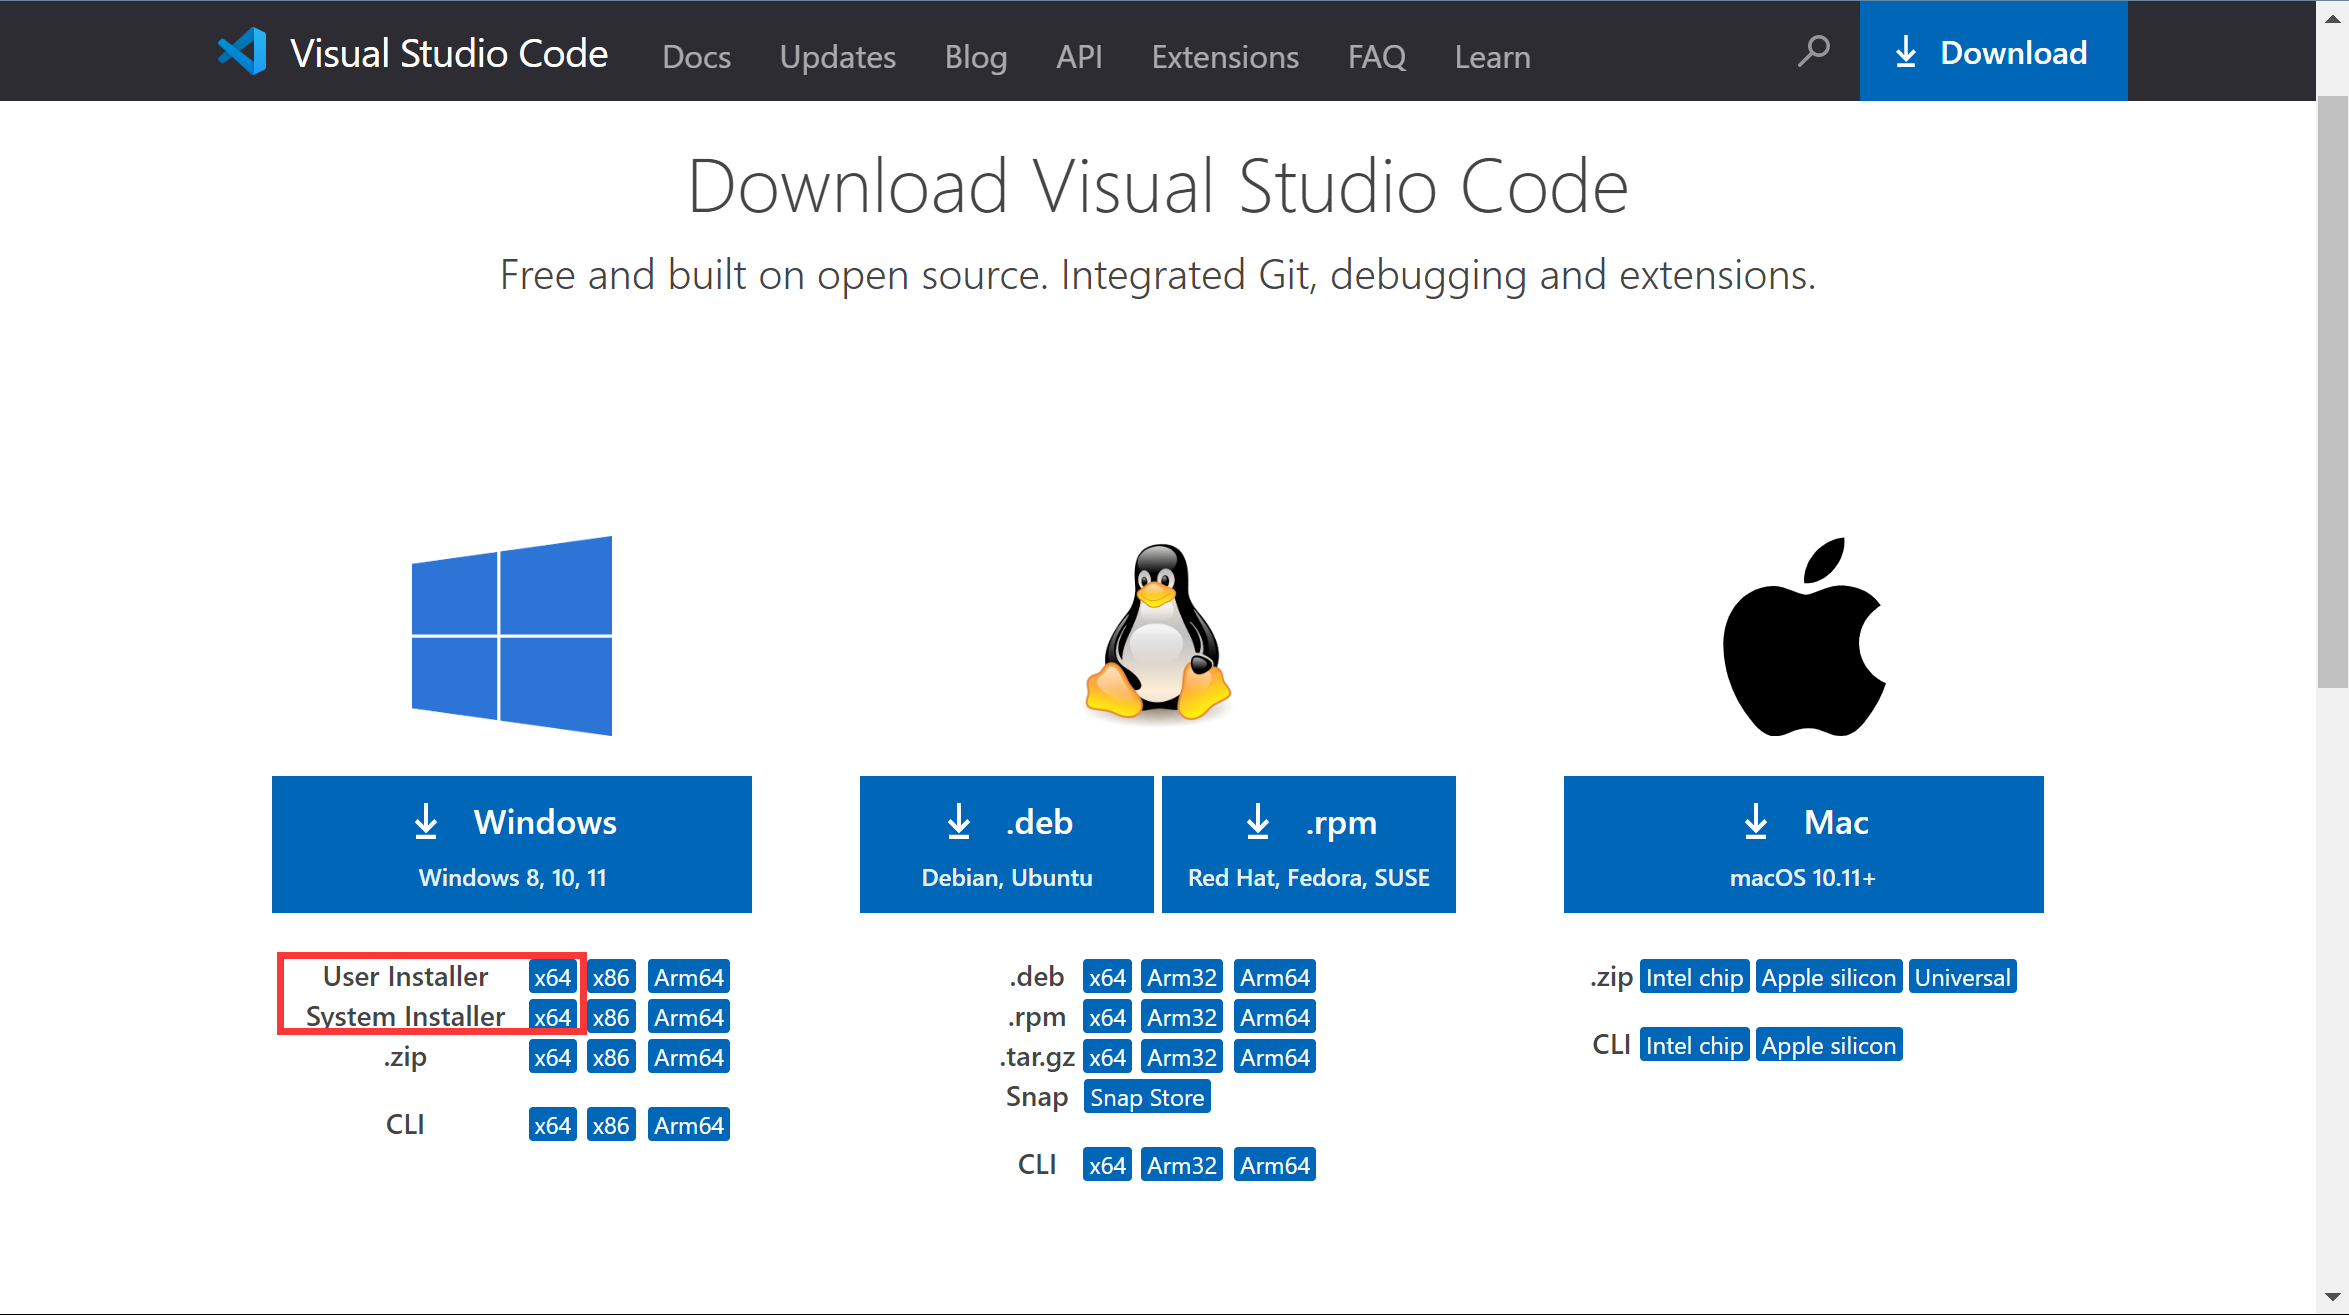 Visual Studio Code Docs Updates Blog API Extensions FAQ Learn Download
Download Visual Studio Code
Free and built on open source. Integrated Git, debugging and extensions.
Windows
Windows 8, 10, 11
User Installer x64 x86 Arm64
System Installer x64 x86 Arm64
.zip x64 x86 Arm64
CLI x64 x86 Arm64
.deb
Debian, Ubuntu
.rpm
Red Hat, Fedora, SUSE
.deb x64 Arm32 Arm64
.rpm x64 Arm32 Arm64
.tar.gz x64 Arm32 Arm64
Snap Snap Store
CLI x64 Arm32 Arm64
Mac
macOS 10.11+
.zip Intel chip Apple silicon Universal
CLI Intel chip Apple silicon